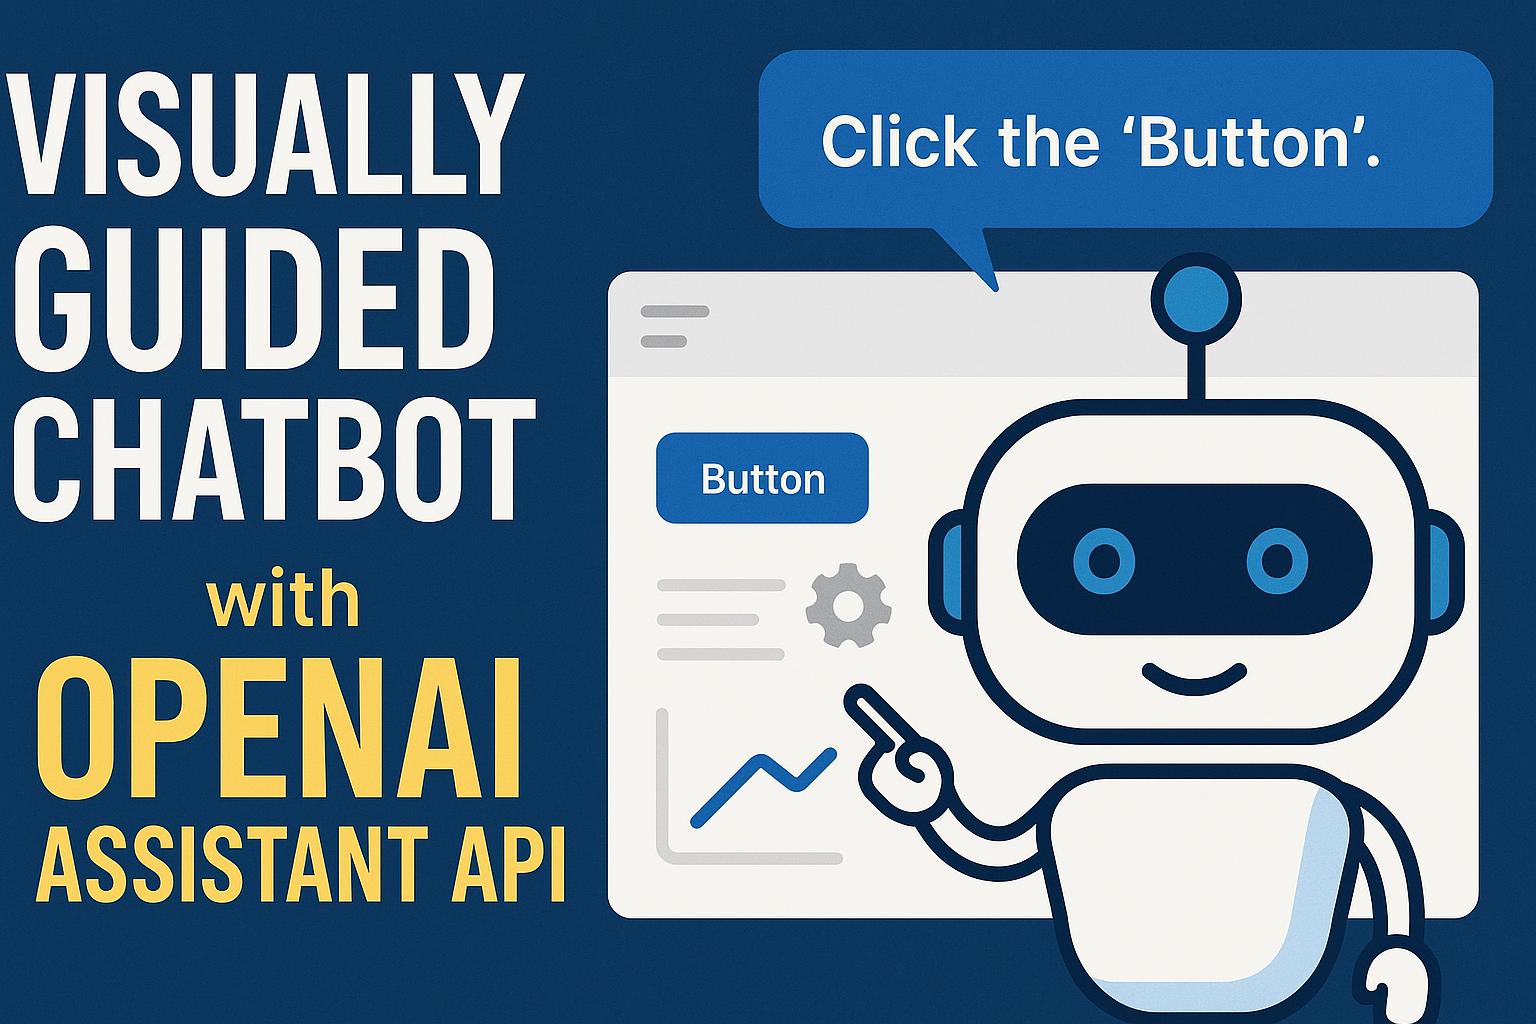 VISUALLY
GUIDED
CHATBOT
with
OPENAI
ASSISTANT API
Click the ‘Button’.
Button